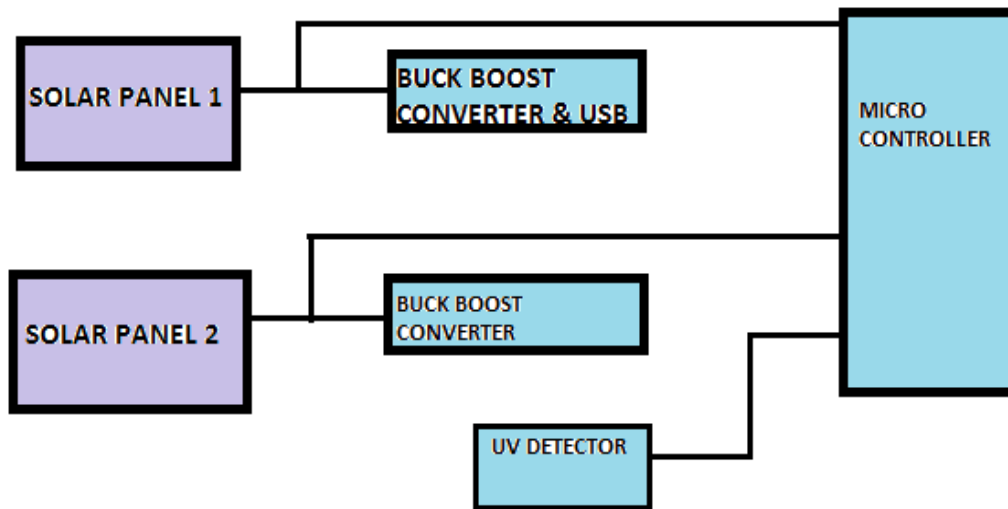 SOLAR PANEL 1
BUCK BOOST
CONVERTER & USB
MICRO
CONTROLLER
SOLAR PANEL 2
BUCK BOOST
CONVERTER
UV DETECTOR